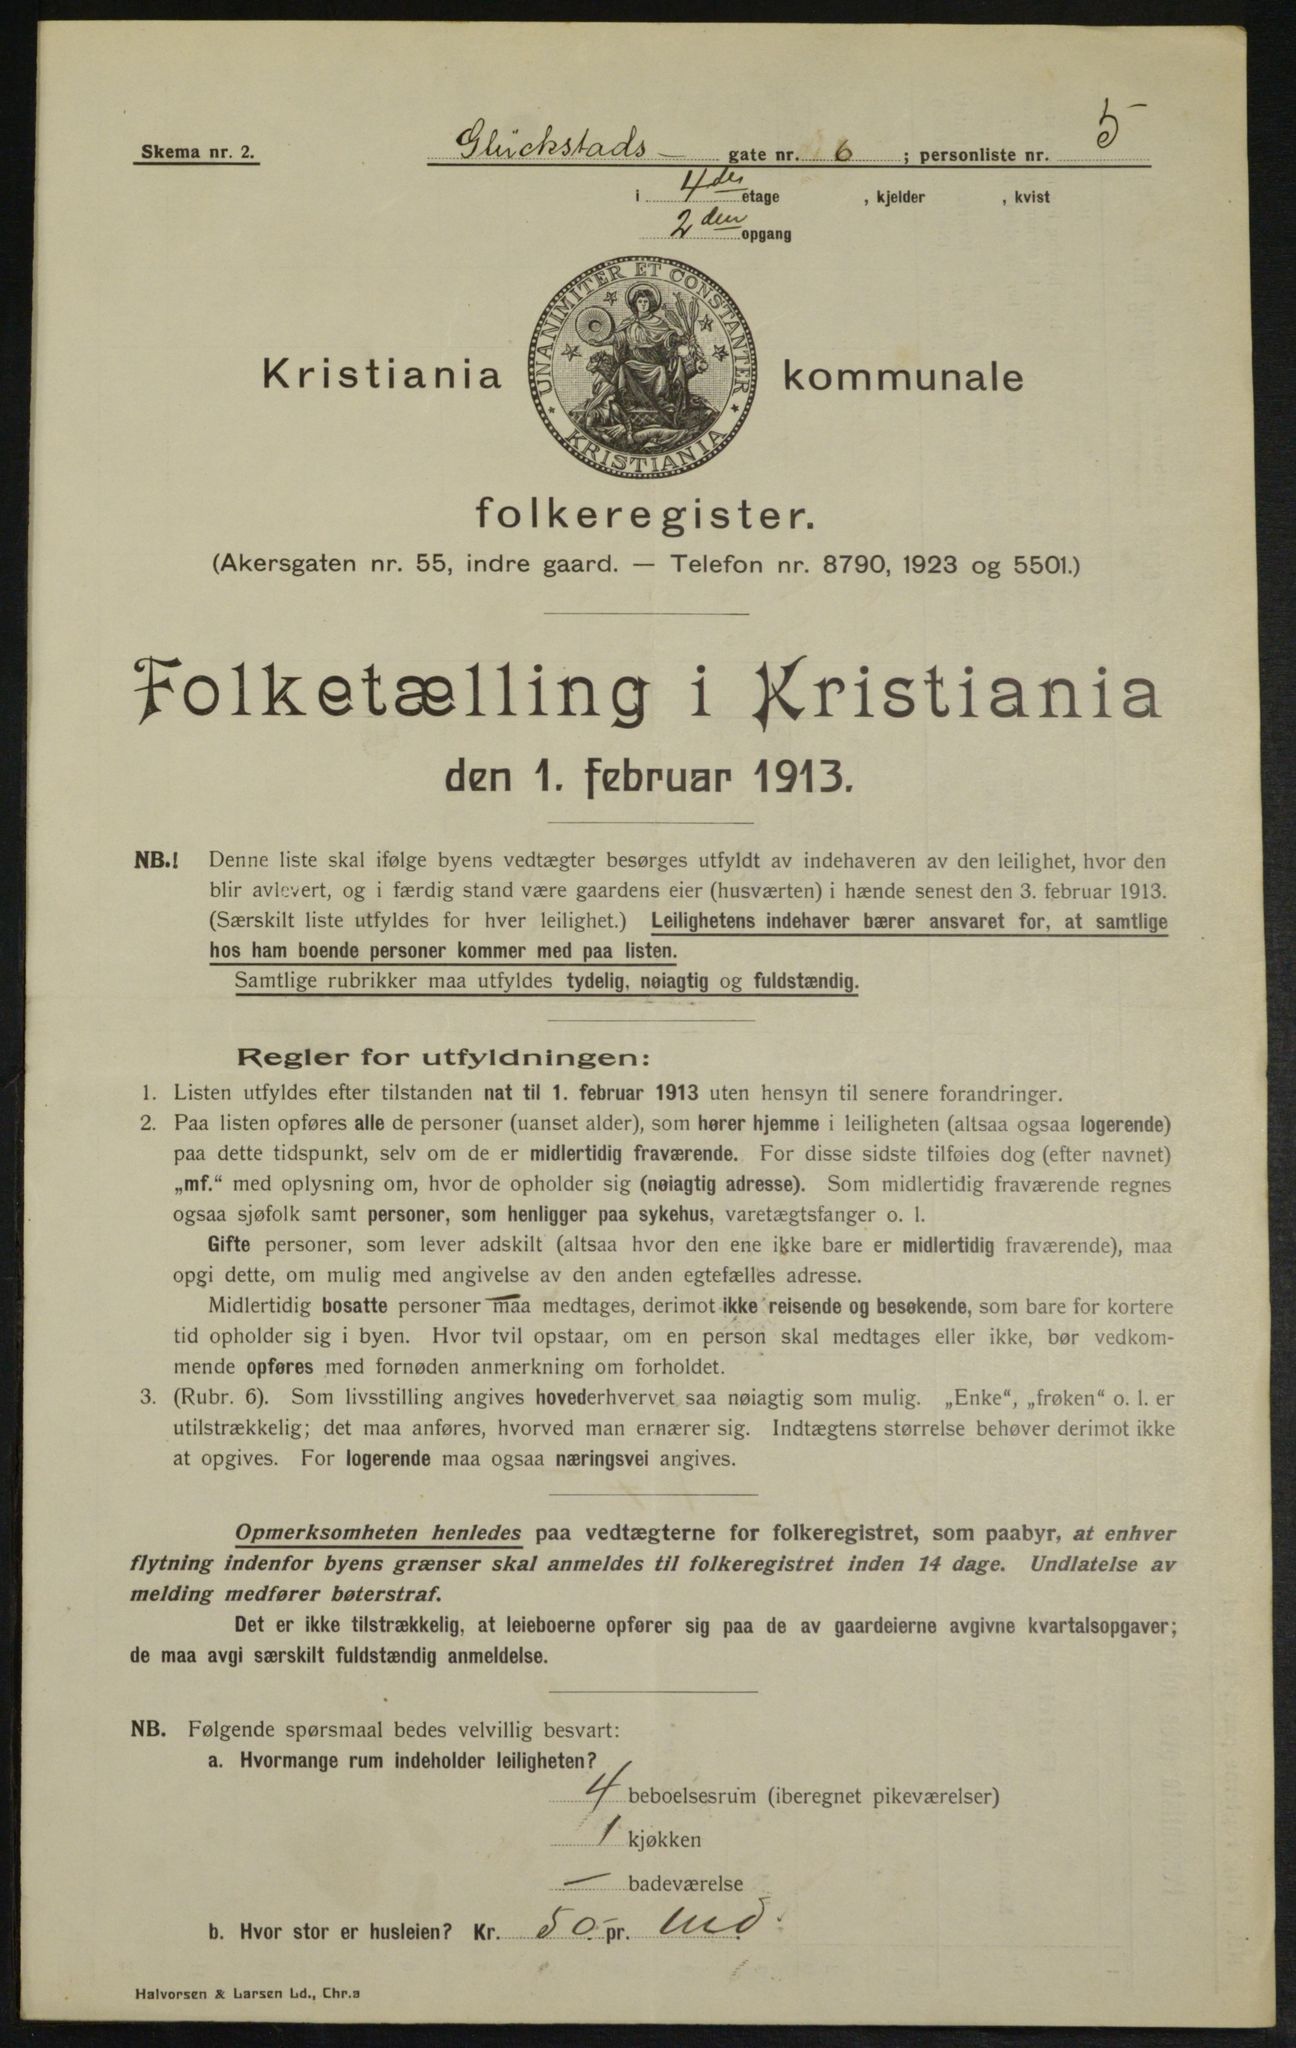 Skema nr. 2.
Glückstads- gate nr. 6 ; personliste nr. 5
i 4de etage , kjelder , kvist
2den opgang
UNANIMITER ET CONSTANTER
KRISTIANIA
Kristiania kommunale
folkeregister.
(Akersgaten nr. 55, indre gaard. — Telefon nr. 8790, 1923 og 5501.)
Folketælling i Kristiania
den 1. februar 1913.
NB.! Denne liste skal ifølge byens vedtægter besørges utfyldt av indehaveren av den leilighet, hvor den
blir avlevert, og i færdig stand være gaardens eier (husværten) i hænde senest den 3. februar 1913.
(Særskilt liste utfyldes for hver leilighet.) Leilighetens indehaver bærer ansvaret for, at samtlige
hos ham boende personer kommer med paa listen.
Samtlige rubrikker maa utfyldes tydelig, nøiagtig og fuldstændig.
Regler for utfyldningen:
1. Listen utfyldes efter tilstanden nat til 1. februar 1913 uten hensyn til senere forandringer.
2. Paa listen opføres alle de personer (uanset alder), som hører hjemme i leiligheten (altsaa ogsaa logerende)
paa dette tidspunkt, selv om de er midlertidig fraværende. For disse sidste tilføies dog (efter navnet)
„mf.“ med oplysning om, hvor de opholder sig (nøiagtig adresse). Som midlertidig fraværende regnes
ogsaa sjøfolk samt personer, som henligger paa sykehus, varetægtsfanger o. l.
Gifte personer, som lever adskilt (altsaa hvor den ene ikke bare er midlertidig fraværende), maa
opgi dette, om mulig med angivelse av den anden egtefælles adresse.
Midlertidig bosatte personer maa medtages, derimot ikke reisende og besøkende, som bare for kortere
tid opholder sig i byen. Hvor tvil opstaar, om en person skal medtages eller ikke, bør vedkom-
mende opføres med fornøden anmerkning om forholdet.
3. (Rubr. 6). Som livsstilling angives hovederhvervet saa nøiagtig som mulig. „Enke“, „frøken“ o. l. er
utilstrækkelig; det maa anføres, hvorved man ernærer sig. Indtægtens størrelse behøver derimot ikke
at opgives. For logerende maa ogsaa næringsvei angives.
Opmerksomheten henledes paa vedtægterne for folkeregistret, som paabyr, at enhver
flytning indenfor byens grænser skal anmeldes til folkeregistret inden 14 dage. Undlatelse av
melding medfører bøterstraf.
Det er ikke tilstrækkelig, at leieboerne opfører sig paa de av gaardeierne avgivne kvartalsopgaver;
de maa avgi særskilt fuldstændig anmeldelse.
NB. Følgende spørsmaal bedes velvillig besvart:
a. Hvormange rum indeholder leiligheten?
4 beboelsesrum (iberegnet pikeværelser)
1 kjøkken
— badeværelse
b. Hvor stor er husleien? Kr. 50.- pr. Md.
Halvorsen & Larsen Ld., Chr.a